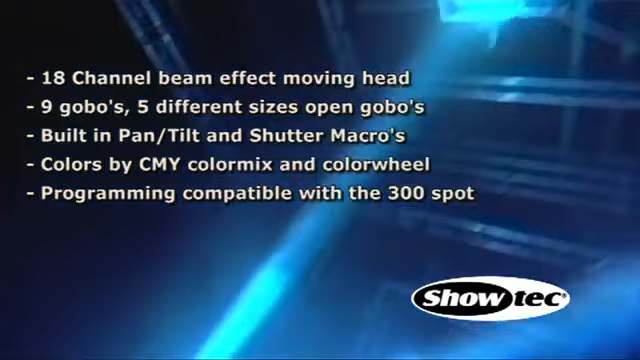 - 18 Channel beam effect moving head
- 9 gobo's, 5 different sizes open gobo's
- Built in Pan/Tilt and Shutter Macro's
- Colors by CMY colormix and colorwheel
- Programming compatible with the 300 spot
Showtec®